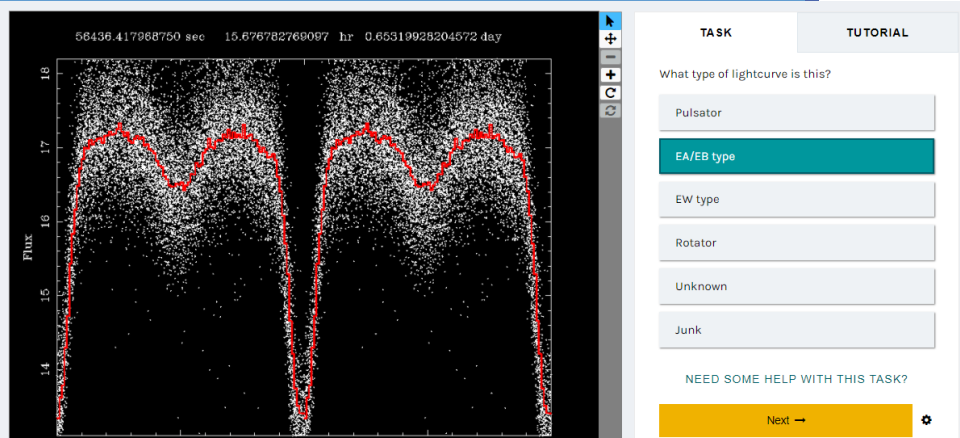 56436.417968750 sec 15.676782769097 hr 0.65319928204572 day
18
17
16
15
14
Flux
TASK
TUTORIAL
What type of lightcurve is this?
Pulsator
EA/EB type
EW type
Rotator
Unknown
Junk
NEED SOME HELP WITH THIS TASK?
Next →